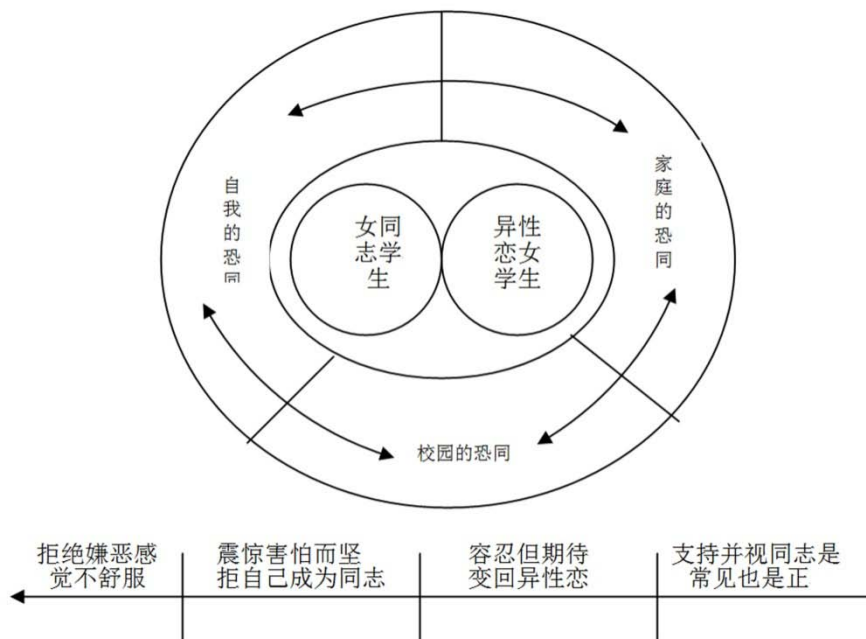 自我的恐同
女同
志学
生
异性
恋女
学生
家庭的恐同
校园的恐同
拒绝嫌恶感
觉不舒服
震惊害怕而坚
拒自己成为同志
容忍但期待
变回异性恋
支持并视同志是
常见也是正